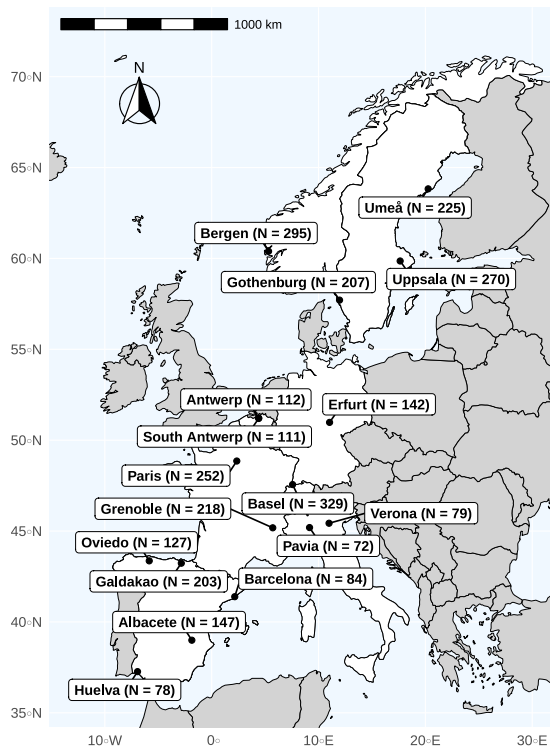 1000 km
N
70°N
65°N
Umeå (N = 225)
Bergen (N = 295)
60°N
Gothenburg (N = 207)
Uppsala (N = 270)
55°N
Antwerp (N = 112)
Erfurt (N = 142)
South Antwerp (N = 111)
50°N
Paris (N = 252)
Basel (N = 329)
Grenoble (N = 218)
Verona (N = 79)
45°N
Oviedo (N = 127)
Pavia (N = 72)
Galdakao (N = 203)
Barcelona (N = 84)
Albacete (N = 147)
40°N
Huelva (N = 78)
35°N
10°W
0°
10°E
20°E
30°E